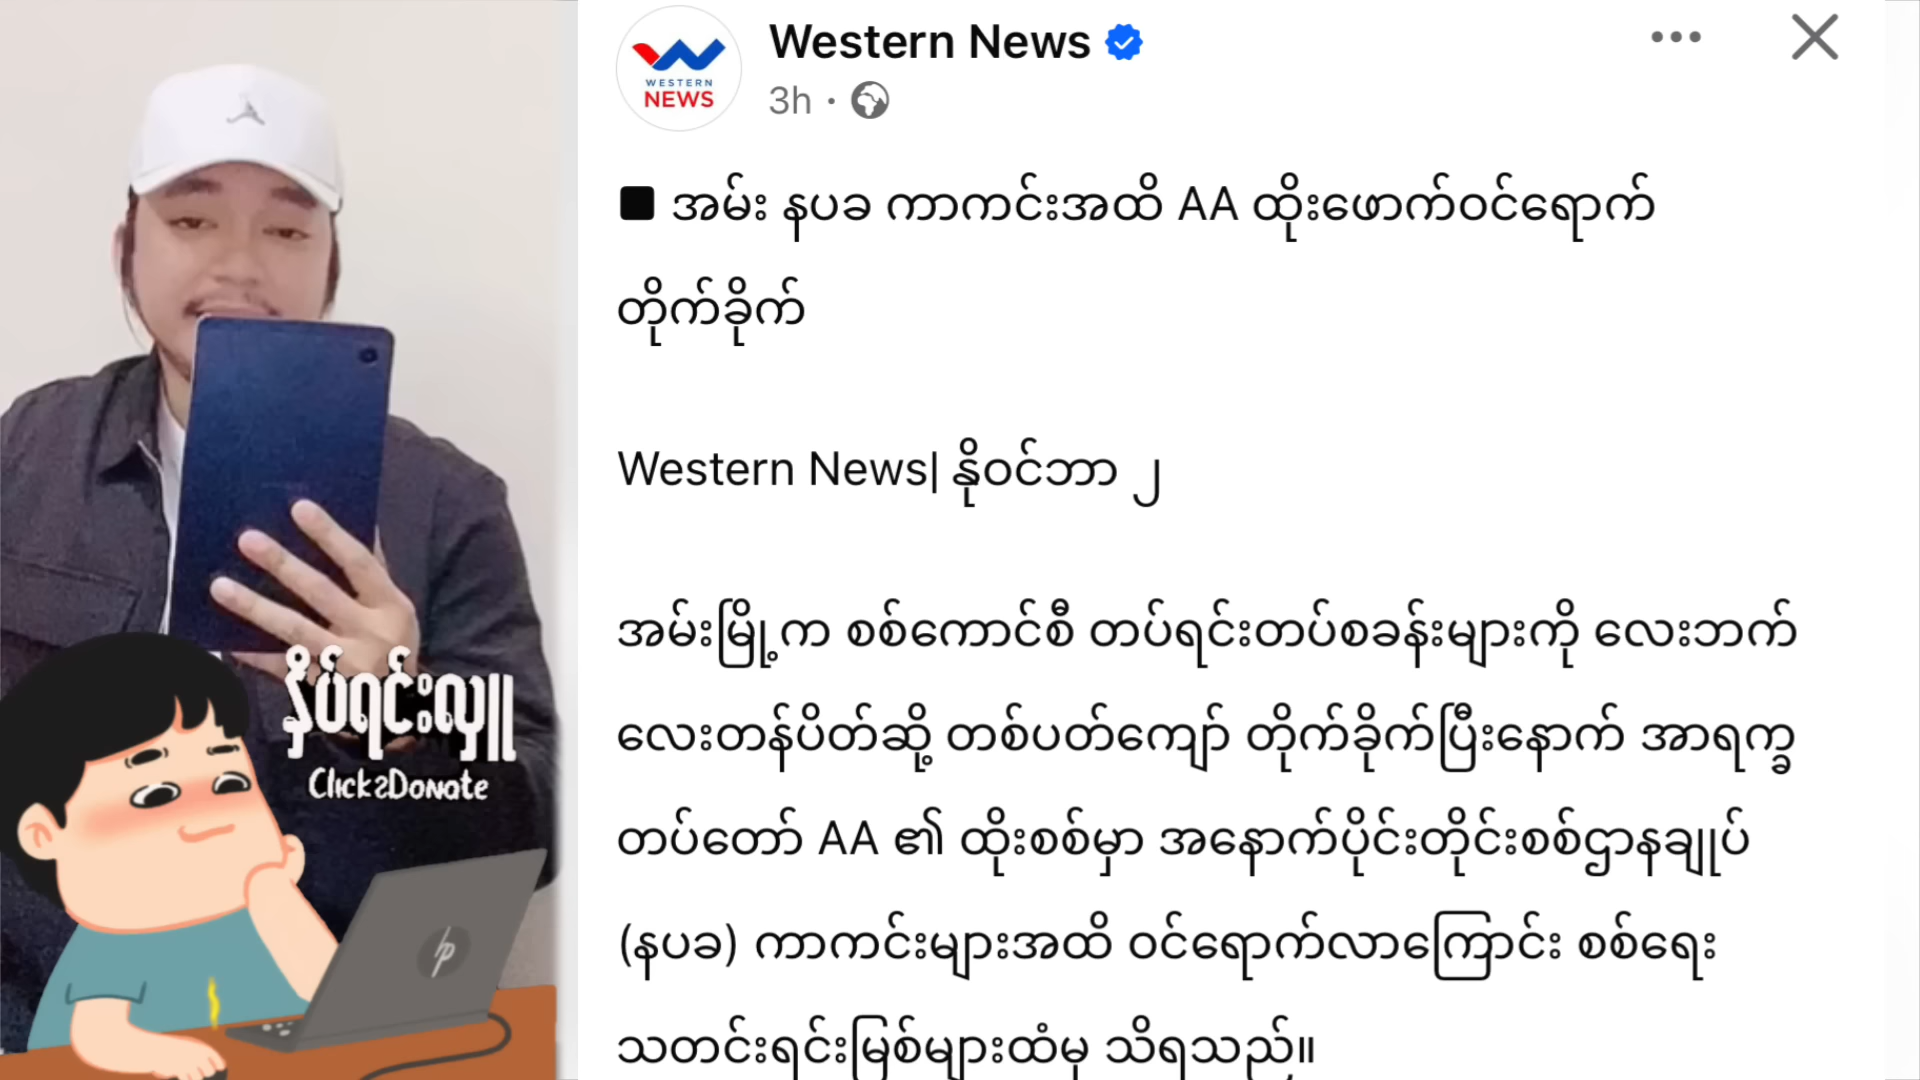 နှိပ်ရင်းလှူ
Click2Donate
hp
WESTERN
NEWS
Western News
3h
■ အမ်း နပခ ကာကင်းအထိ AA ထိုးဖောက်ဝင်ရောက်
တိုက်ခိုက်
Western News| နိုဝင်ဘာ ၂
အမ်းမြို့က စစ်ကောင်စီ တပ်ရင်းတပ်စခန်းများကို လေးဘက်
လေးတန်ပိတ်ဆို့ တစ်ပတ်ကျော် တိုက်ခိုက်ပြီးနောက် အာရက္ခ
တပ်တော် AA ၏ ထိုးစစ်မှာ အနောက်ပိုင်းတိုင်းစစ်ဌာနချုပ်
(နပခ) ကာကင်းများအထိ ဝင်ရောက်လာကြောင်း စစ်ရေး
သတင်းရင်းမြစ်များထံမှ သိရသည်။